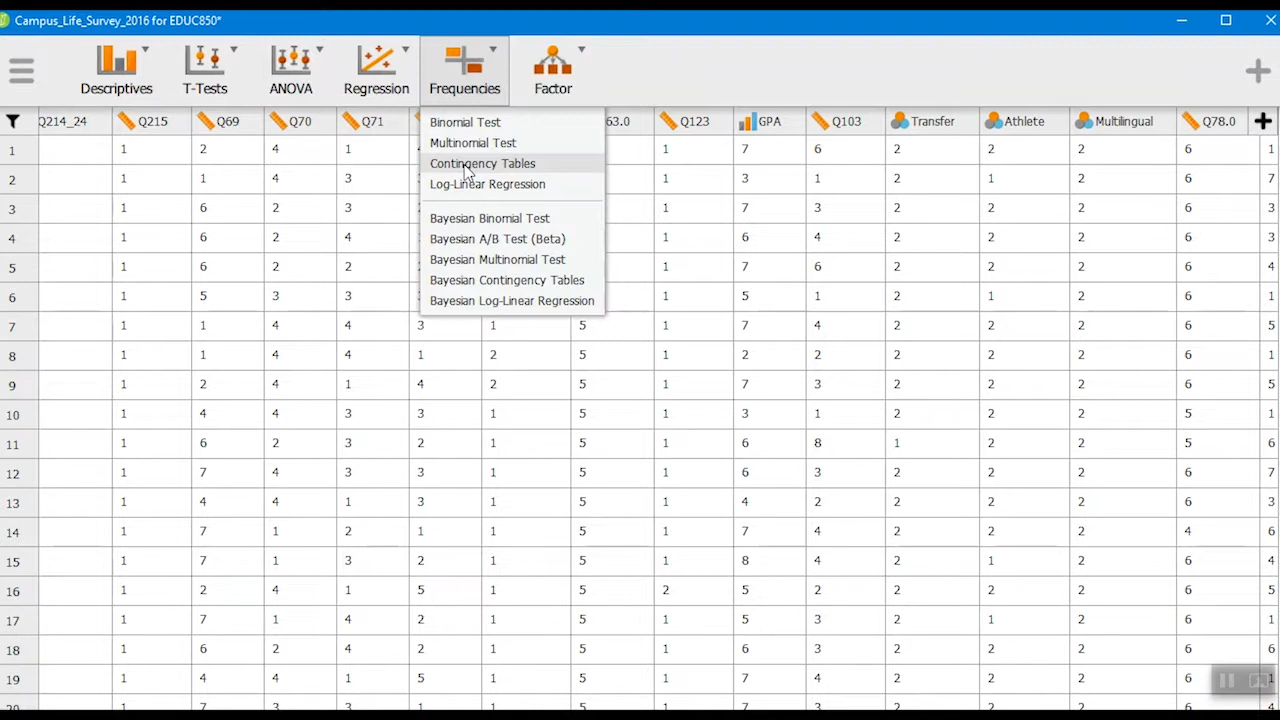 Campus_Life_Survey_2016 for EDUC850*
Descriptives T-Tests ANOVA Regression Frequencies Factor
Q214_24 Q215 Q69 Q70 Q71 63.0 Q123 GPA Q103 Transfer Athlete Multilingual Q78.0
Binomial Test
Multinomial Test
Contingency Tables
Log-Linear Regression
Bayesian Binomial Test
Bayesian A/B Test (Beta)
Bayesian Multinomial Test
Bayesian Contingency Tables
Bayesian Log-Linear Regression
1 1 2 4 1 1 7 6 2 2 2 6 1
2 1 1 4 3 1 3 1 2 1 2 6 7
3 1 6 2 3 1 7 3 2 2 2 6 3
4 1 6 2 4 1 6 4 2 2 2 6 3
5 1 6 2 2 1 7 6 2 2 2 6 4
6 1 5 3 3 1 5 1 2 1 2 6 1
7 1 1 4 4 3 1 5 1 7 4 2 2 2 6 5
8 1 1 4 4 1 2 5 1 2 2 2 2 2 6 1
9 1 2 4 1 4 2 5 1 7 3 2 2 2 6 5
10 1 4 4 3 3 1 5 1 3 1 2 2 2 5 1
11 1 6 2 3 2 1 5 1 6 8 1 2 2 5 6
12 1 7 4 3 3 1 5 1 6 3 2 2 2 6 7
13 1 4 4 1 3 1 5 1 4 2 2 2 2 6 3
14 1 7 1 2 1 1 5 1 7 4 2 2 2 4 6
15 1 7 1 3 2 1 5 1 8 4 2 1 2 6 4
16 1 2 4 1 5 1 5 2 5 2 2 2 2 6 5
17 1 7 1 4 2 1 5 1 5 3 2 1 2 6 4
18 1 6 2 4 2 1 5 1 6 3 2 2 2 6 6
19 1 4 4 1 5 1 5 1 7 4 2 2 2 6 1